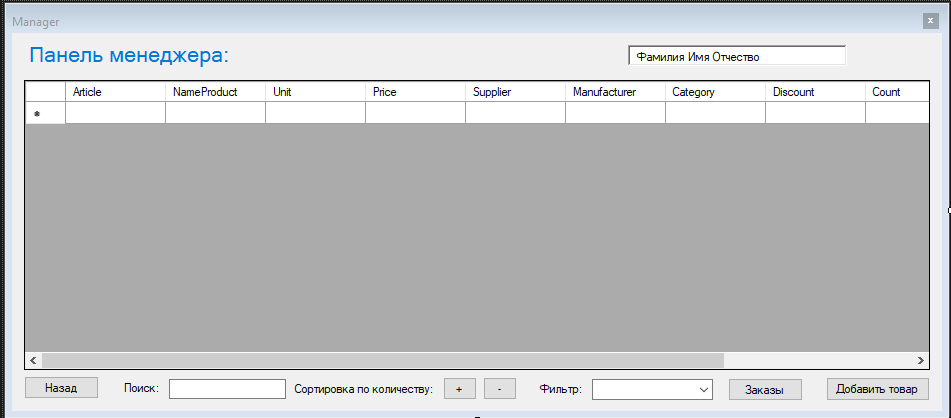 Manager
x
Панель менеджера:
Фамилия Имя Отчество
Article NameProduct Unit Price Supplier Manufacturer Category Discount Count
Назад Поиск: Сортировка по количеству: + - Фильтр: Заказы Добавить товар